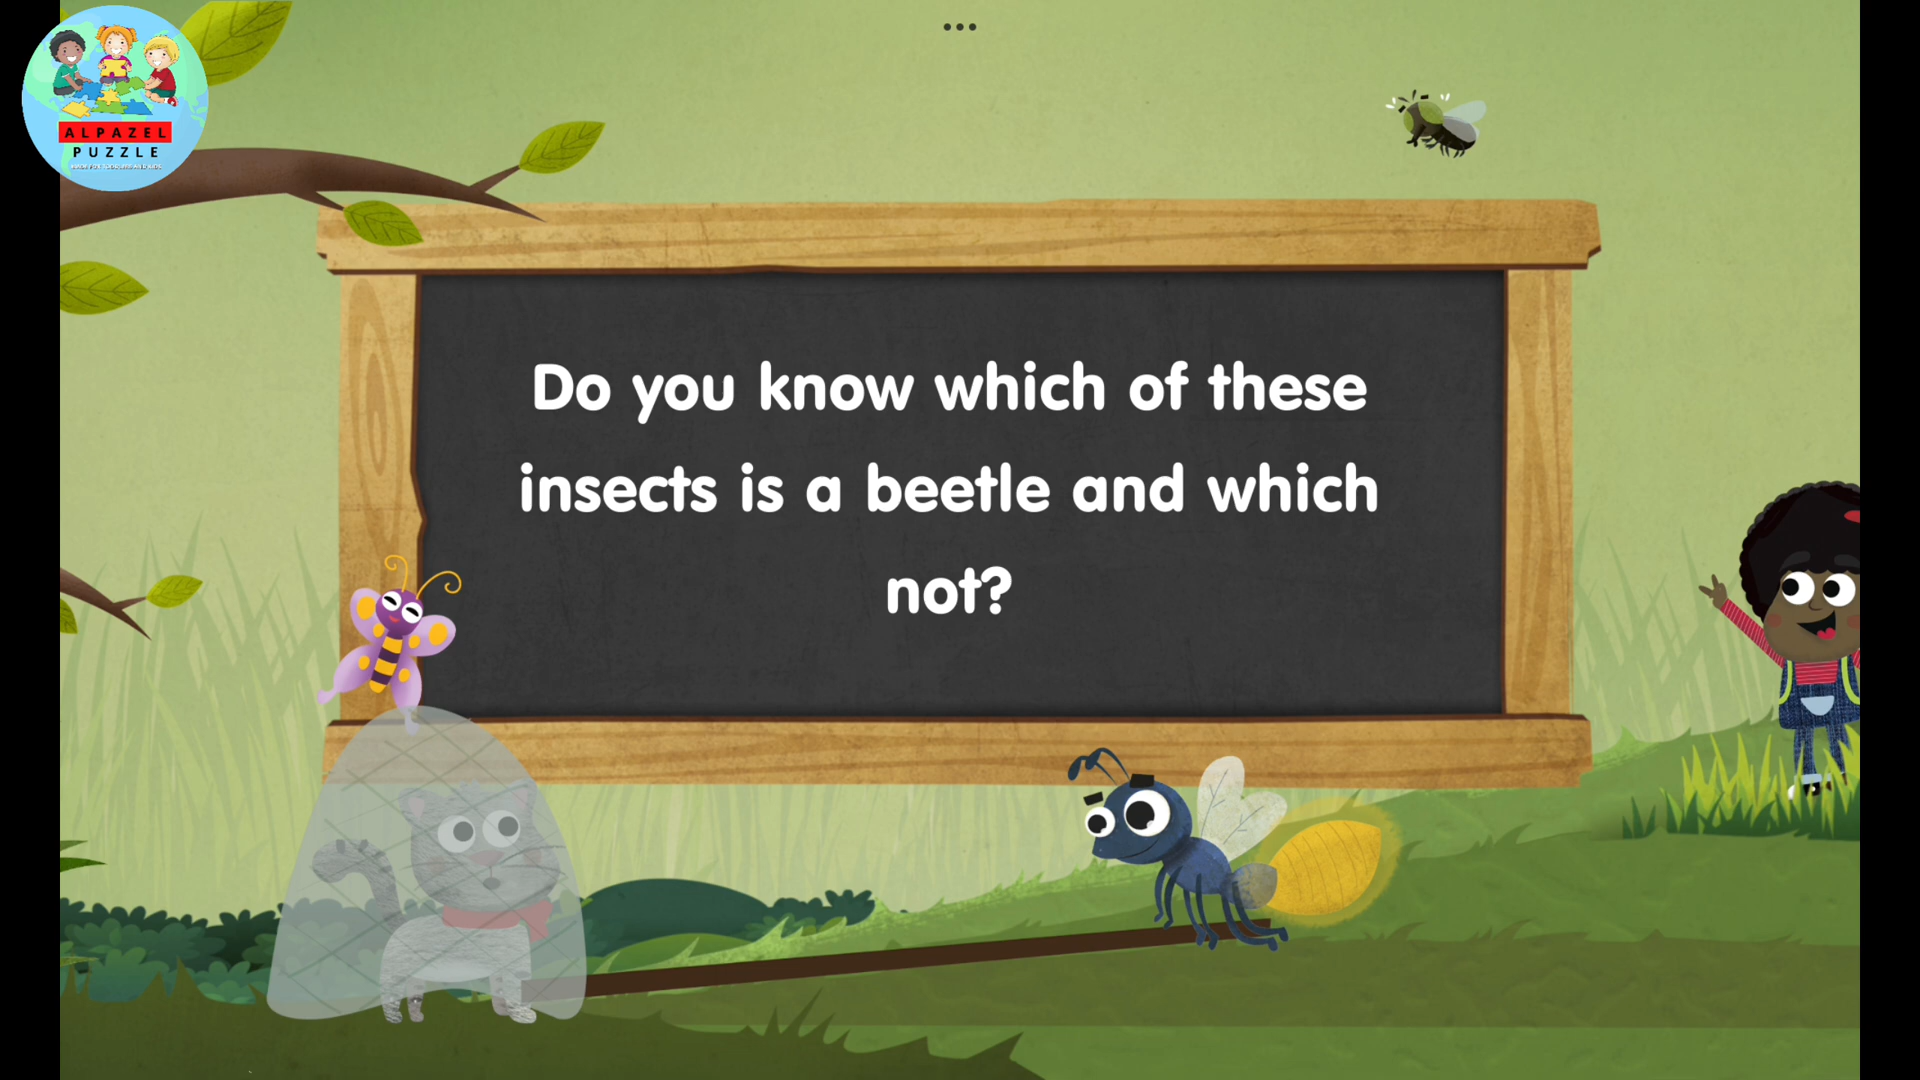 ALPAZEL
PUZZLE
Do you know which of these
insects is a beetle and which
not?